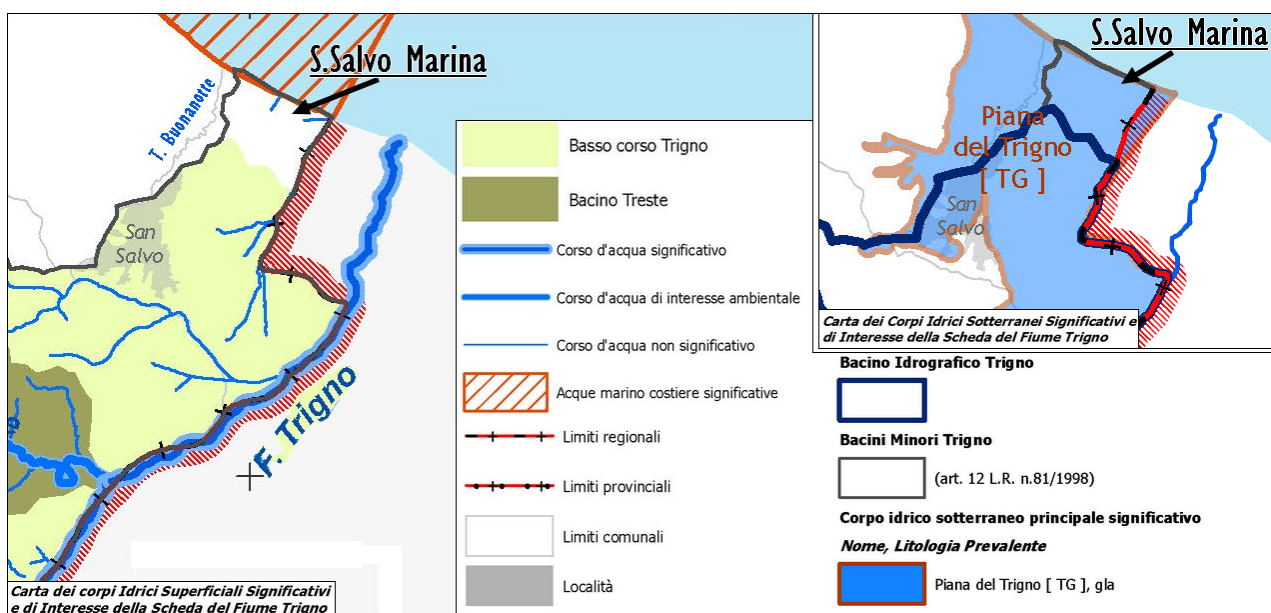 S.Salvo Marina
T. Buonanotte
San
Salvo
F. Trigno
Carta dei corpi Idrici Superficiali Significativi
e di Interesse della Scheda del Fiume Trigno
Basso corso Trigno
Bacino Treste
Corso d'acqua significativo
Corso d'acqua di interesse ambientale
Corso d'acqua non significativo
Acque marino costiere significative
Limiti regionali
Limiti provinciali
Limiti comunali
Località
S.Salvo Marina
Piana
del Trigno
[ TG ]
San
Salvo
Carta dei Corpi Idrici Sotterranei Significativi e
di Interesse della Scheda del Fiume Trigno
Bacino Idrografico Trigno
Bacini Minori Trigno
(art. 12 L.R. n.81/1998)
Corpo idrico sotterraneo principale significativo
Nome, Litologia Prevalente
Piana del Trigno [ TG ], gla